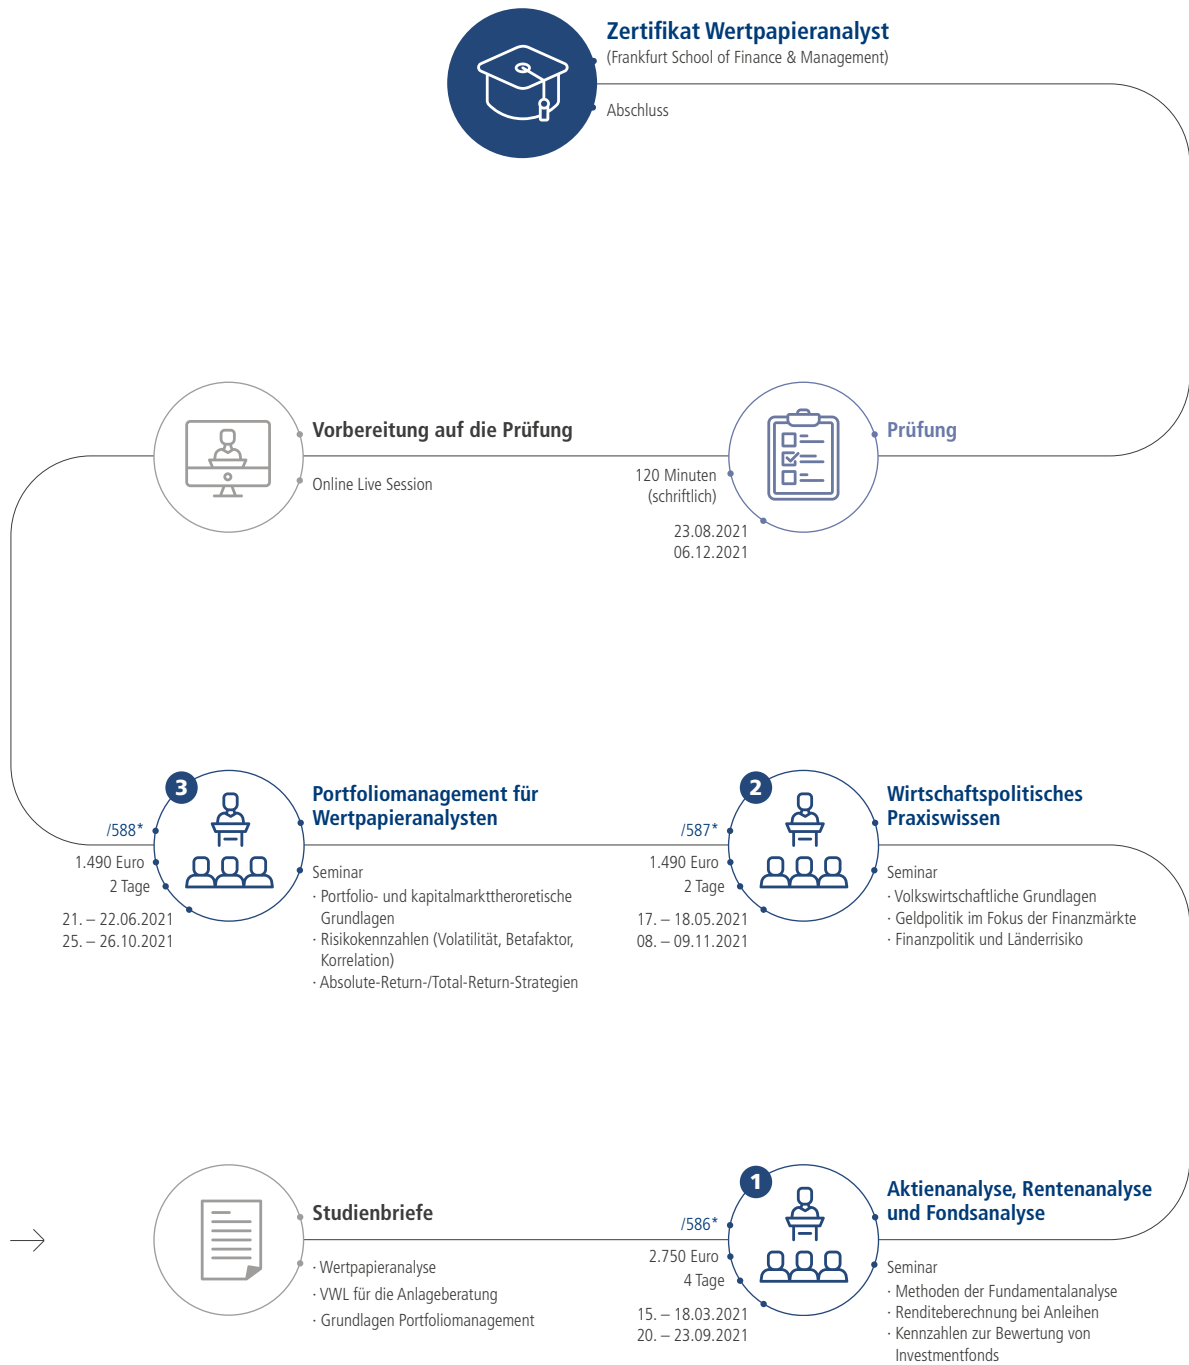 Zertifikat Wertpapieranalyst
(Frankfurt School of Finance & Management)
Abschluss
Vorbereitung auf die Prüfung
Online Live Session
Prüfung
120 Minuten
(schriftlich)
23.08.2021
06.12.2021
3
Portfoliomanagement für
Wertpapieranalysten
/588*
1.490 Euro
2 Tage
21. – 22.06.2021
25. – 26.10.2021
Seminar
· Portfolio- und kapitalmarkttheroretische
Grundlagen
· Risikokennzahlen (Volatilität, Betafaktor,
Korrelation)
· Absolute-Return-/Total-Return-Strategien
2
Wirtschaftspolitisches
Praxiswissen
/587*
1.490 Euro
2 Tage
17. – 18.05.2021
08. – 09.11.2021
Seminar
· Volkswirtschaftliche Grundlagen
· Geldpolitik im Fokus der Finanzmärkte
· Finanzpolitik und Länderrisiko
Studienbriefe
· Wertpapieranalyse
· VWL für die Anlageberatung
· Grundlagen Portfoliomanagement
1
Aktienanalyse, Rentenanalyse
und Fondsanalyse
/586*
2.750 Euro
4 Tage
15. – 18.03.2021
20. – 23.09.2021
Seminar
· Methoden der Fundamentalanalyse
· Renditeberechnung bei Anleihen
· Kennzahlen zur Bewertung von
Investmentfonds